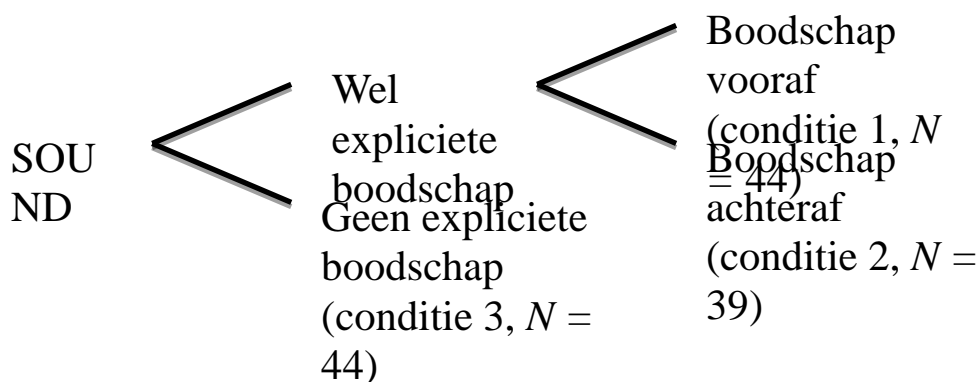 SOU
ND
Wel
expliciete
boodschap
Geen expliciete
boodschap
(conditie 3, N =
44)
Boodschap
vooraf
(conditie 1, N
= 44)
Boodschap
achteraf
(conditie 2, N =
39)